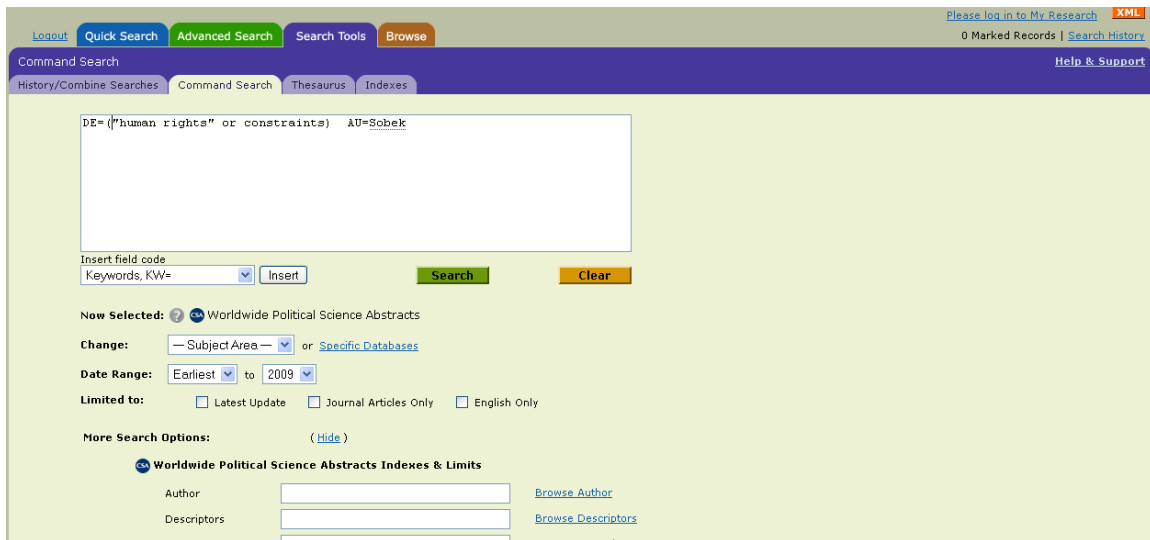 Please log in to My Research XML
Logout Quick Search Advanced Search Search Tools Browse 0 Marked Records | Search History
Command Search Help & Support
History/Combine Searches Command Search Thesaurus Indexes
DE=("human rights" or constraints) AU=Sobek
Insert field code
Keywords, KW= Insert Search Clear
Now Selected: ? CSA Worldwide Political Science Abstracts
Change: — Subject Area — or Specific Databases
Date Range: Earliest to 2009
Limited to: Latest Update Journal Articles Only English Only
More Search Options: ( Hide )
CSA Worldwide Political Science Abstracts Indexes & Limits
Author Browse Author
Descriptors Browse Descriptors